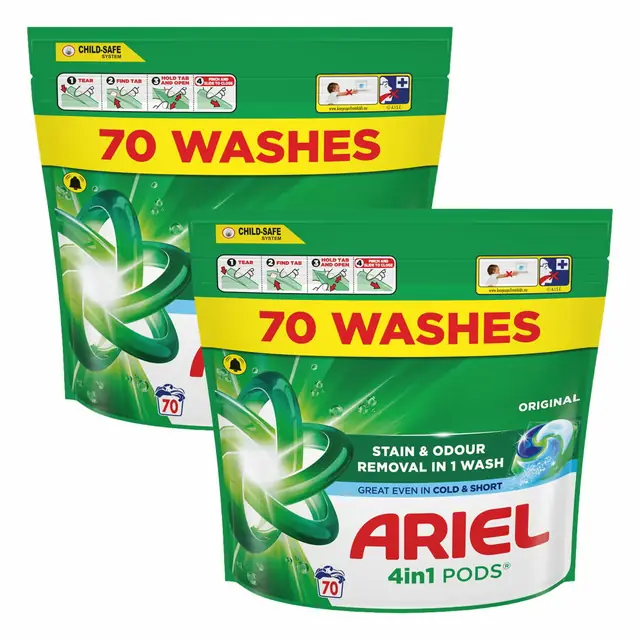 CHILD-SAFE
SYSTEM
1 TEAR
2 FIND TAB
3 HOLD TAB AND OPEN
4 PINCH AND SLIDE TO CLOSE
70 WASHES
70
CHILD-SAFE
SYSTEM
1 TEAR
2 FIND TAB
3 HOLD TAB AND OPEN
4 PINCH AND SLIDE TO CLOSE
70 WASHES
ORIGINAL
STAIN & ODOUR
REMOVAL IN 1 WASH
GREAT EVEN IN COLD & SHORT
ARIEL
4in1 PODS®
70